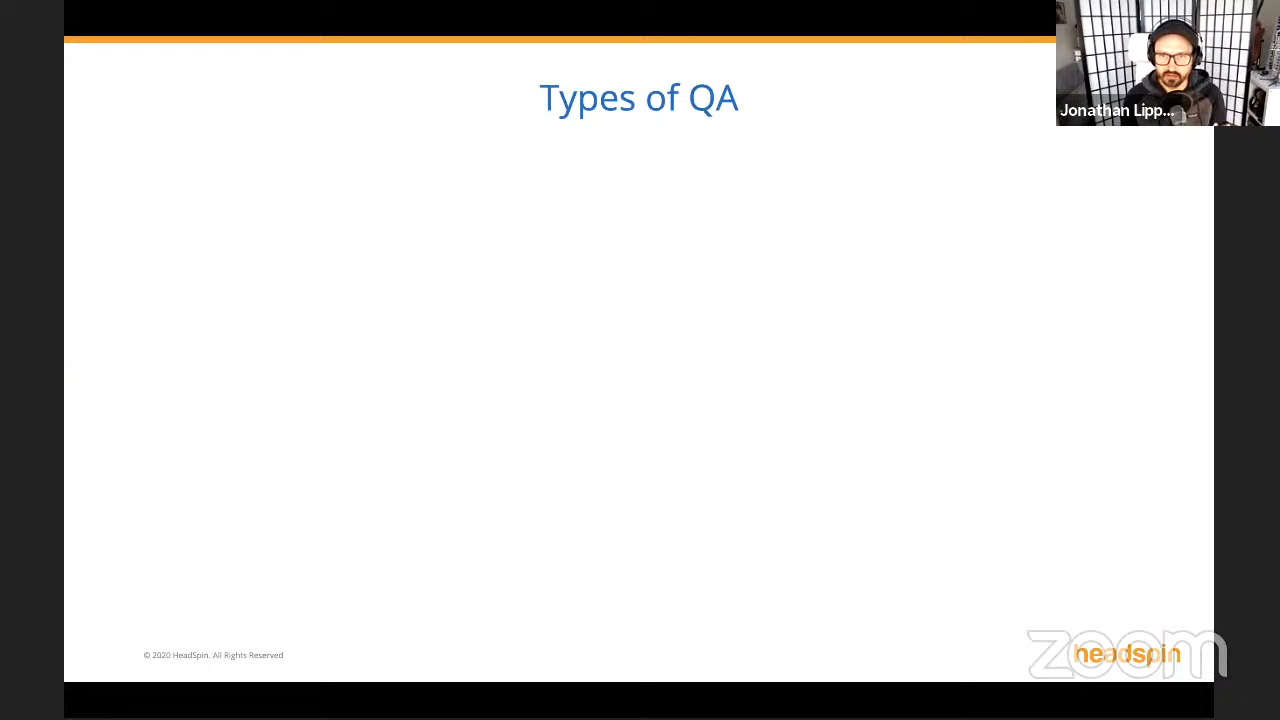 Types of QA
Jonathan Lipp...
© 2020 HeadSpin. All Rights Reserved
headspin
zoom